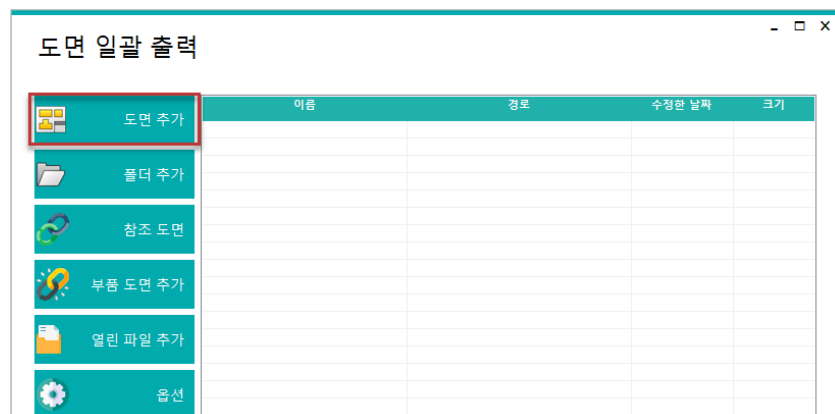 도면 일괄 출력
도면 추가
폴더 추가
참조 도면
부품 도면 추가
열린 파일 추가
옵션
이름 경로 수정한 날짜 크기